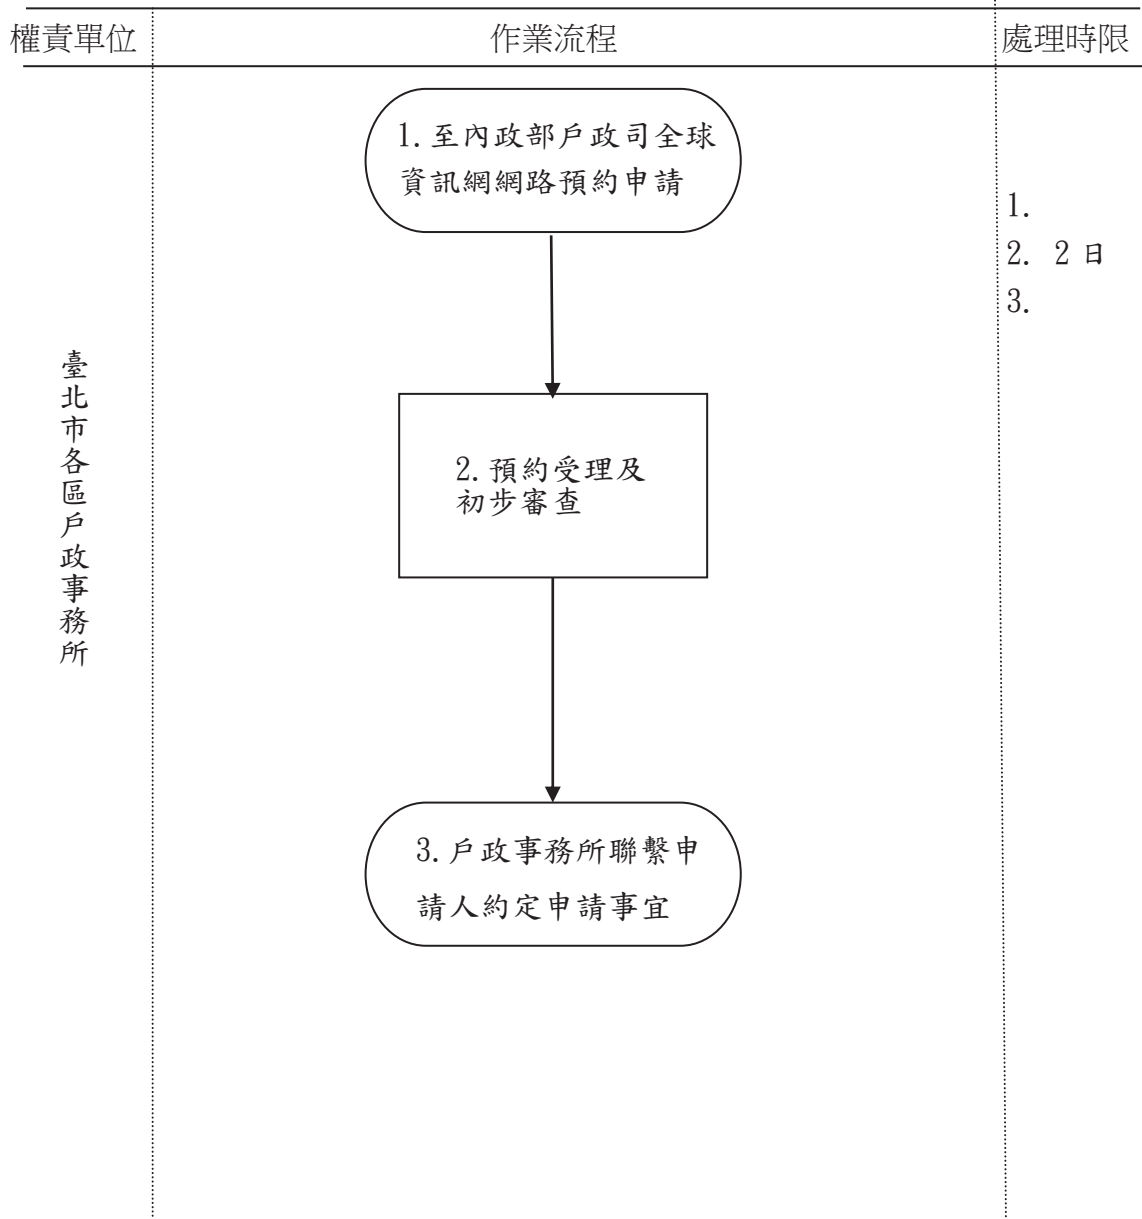 權責單位
作業流程
處理時限
臺北市各區戶政事務所
1.至內政部戶政司全球
資訊網網路預約申請
2.預約受理及
初步審查
3.戶政事務所聯繫申
請人約定申請事宜
1.
2. 2日
3.